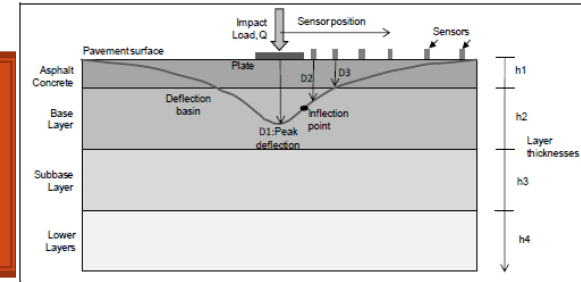 Impact
Load, Q
Sensor position
Sensors
Pavement surface
Plate
Asphalt
Concrete
D2
D3
h1
Deflection
basin
Inflection
point
Base
Layer
h2
D1:Peak
deflection
Layer
thicknesses
Subbase
Layer
h3
Lower
Layers
h4